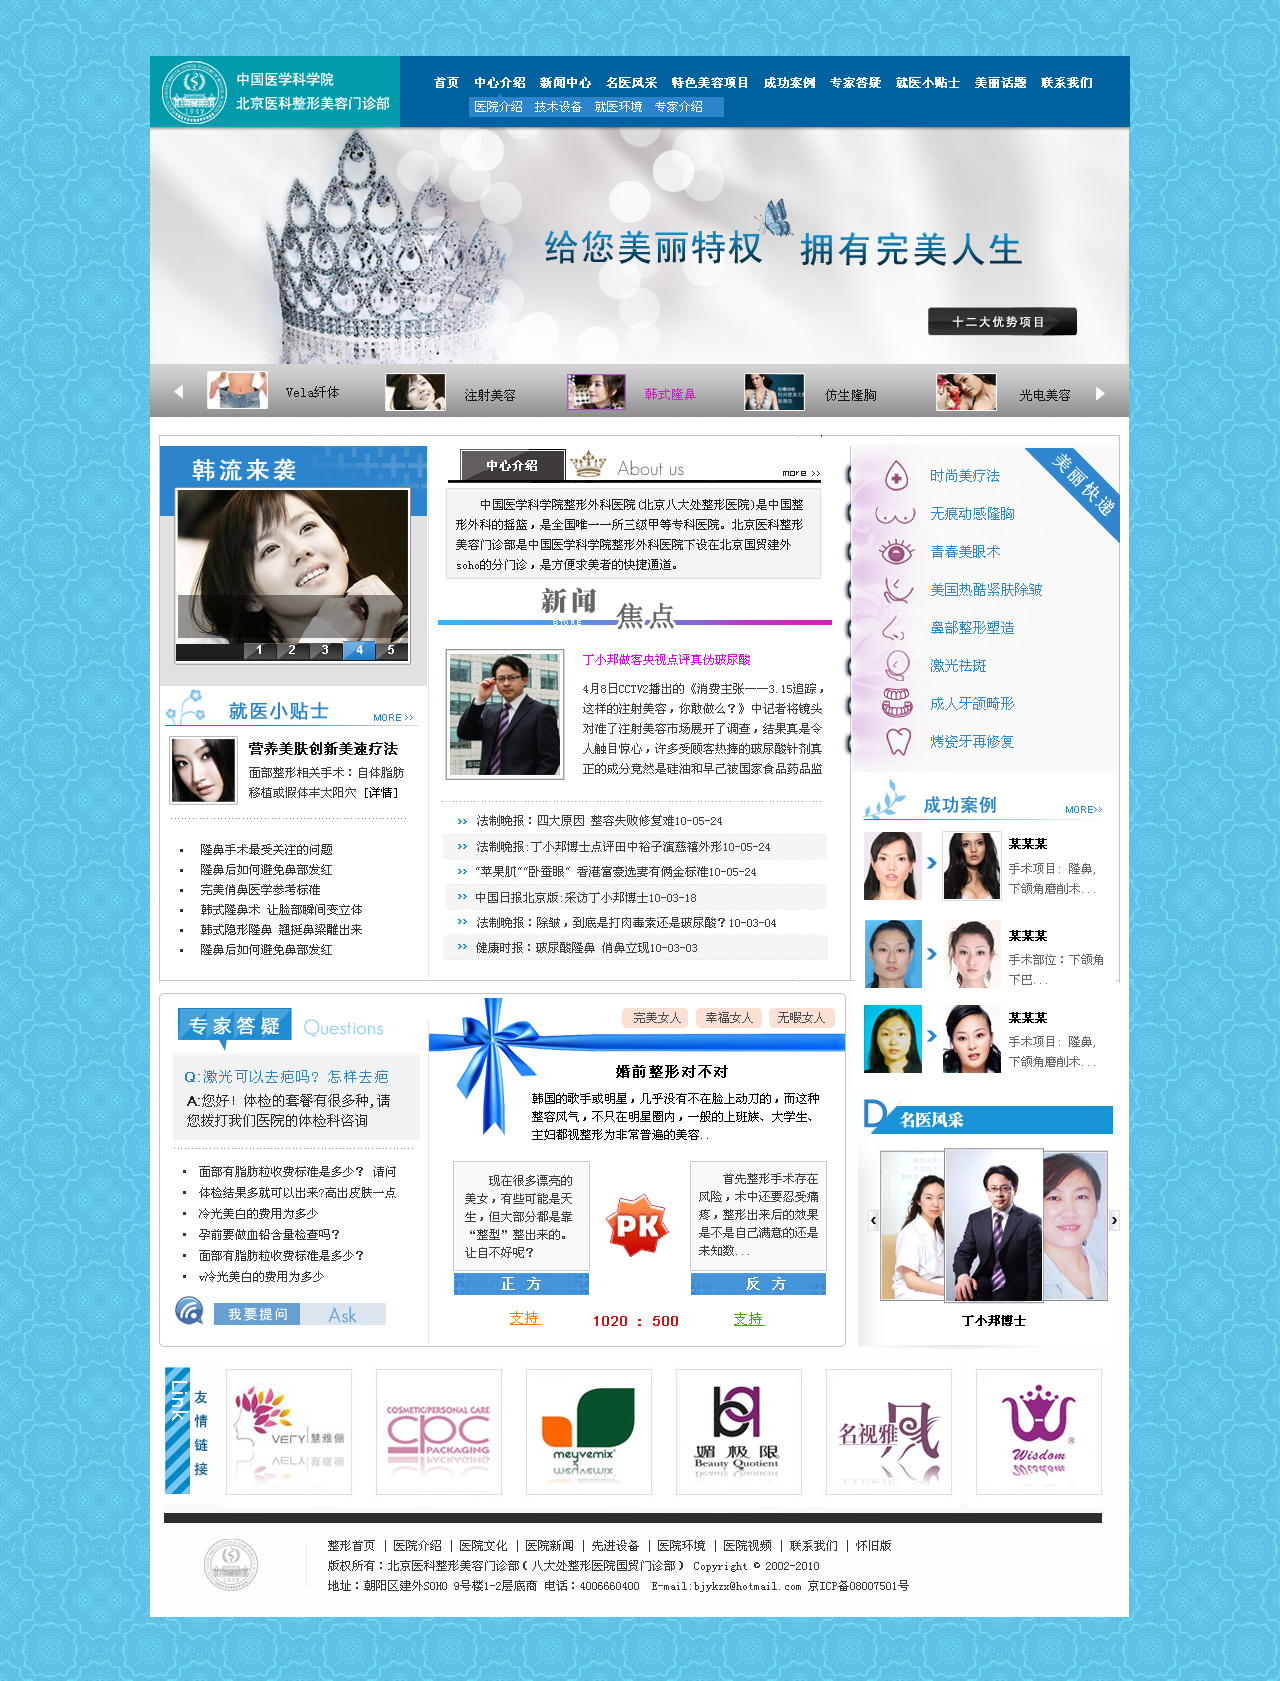 中国医学科学院
北京医科整形美容门诊部
首页 中心介绍 新闻中心 名医风采 特色美容项目 成功案例 专家答疑 就医小贴士 美丽话题 联系我们
医院介绍 技术设备 就医环境 专家介绍
给您美丽特权 拥有完美人生
十二大优势项目
Vela纤体 注射美容 韩式隆鼻 仿生隆胸 光电美容
韩流来袭
1 2 3 4 5
就医小贴士 MORE >>
营养美肤创新美速疗法
面部整形相关手术：自体脂肪
移植或假体丰太阳穴 [详情]
隆鼻手术最受关注的问题
隆鼻后如何避免鼻部发红
完美俏鼻医学参考标准
韩式隆鼻术 让脸部瞬间变立体
韩式隐形隆鼻 翘挺鼻梁雕出来
隆鼻后如何避免鼻部发红
中心介绍 About us more >>
中国医学科学院整形外科医院(北京八大处整形医院)是中国整
形外科的摇篮，是全国唯一一所三级甲等专科医院。北京医科整形
美容门诊部是中国医学科学院整形外科医院下设在北京国贸建外
soho的分门诊，是方便求美者的快捷通道。
新闻 焦点
STORE
丁小邦做客央视点评真伪玻尿酸
4月8日CCTV2播出的《消费主张——3.15追踪，
这样的注射美容，你敢做么？》中记者将镜头
对准了注射美容市场展开了调查，结果真是令
人触目惊心，许多受顾客热捧的玻尿酸针剂真
正的成分竟然是硅油和早已被国家食品药品监
法制晚报：四大原因 整容失败修复难10-05-24
法制晚报:丁小邦博士点评田中裕子演慈禧外形10-05-24
“苹果肌”“卧蚕眼” 香港富豪选妻有俩金标准10-05-24
中国日报北京版:采访丁小邦博士10-03-18
法制晚报：除皱，到底是打肉毒素还是玻尿酸？10-03-04
健康时报：玻尿酸隆鼻 俏鼻立现10-03-03
美丽快递
时尚美疗法
无痕动感隆胸
青春美眼术
美国热酷紧肤除皱
鼻部整形塑造
激光祛斑
成人牙颌畸形
烤瓷牙再修复
成功案例 MORE>>
某某某
手术项目：隆鼻，
下颌角磨削术...
某某某
手术部位：下颌角
下巴...
某某某
手术项目：隆鼻，
下颌角磨削术...
专家答疑 Questions
Q:激光可以去疤吗？怎样去疤
A:您好！体检的套餐有很多种,请
您拨打我们医院的体检科咨询
面部有脂肪粒收费标准是多少？ 请问
体检结果多就可以出来?高出皮肤一点
冷光美白的费用为多少
孕前要做血铅含量检查吗？
面部有脂肪粒收费标准是多少？
v冷光美白的费用为多少
我要提问 Ask
完美女人 幸福女人 无暇女人
婚前整形对不对
韩国的歌手或明星，几乎没有不在脸上动刀的，而这种
整容风气，不只在明星圈内，一般的上班族、大学生、
主妇都视整形为非常普遍的美容..
现在很多漂亮的
美女，有些可能是天
生，但大部分都是靠
“整型”整出来的。
让自不好呢？
PK
首先整形手术存在
风险，术中还要忍受痛
疼，整形出来后的效果
是不是自己满意的还是
未知数...
正 方 反 方
支持 1020 : 500 支持
D 名医风采
丁小邦博士
Link
友情链接
VERY 慧雅俪
COSMETIC/PERSONAL CARE
cpc
PACKAGING
meyvemix
bq
媚极限
Beauty Quotient
名视雅风
Wisdom
整形首页 | 医院介绍 | 医院文化 | 医院新闻 | 先进设备 | 医院环境 | 医院视频 | 联系我们 | 怀旧版
版权所有：北京医科整形美容门诊部（八大处整形医院国贸门诊部） Copyright © 2002-2010
地址：朝阳区建外SOHO 9号楼1-2层底商 电话：4006660400 E-mail:bjykzx@hotmail.com 京ICP备08007501号